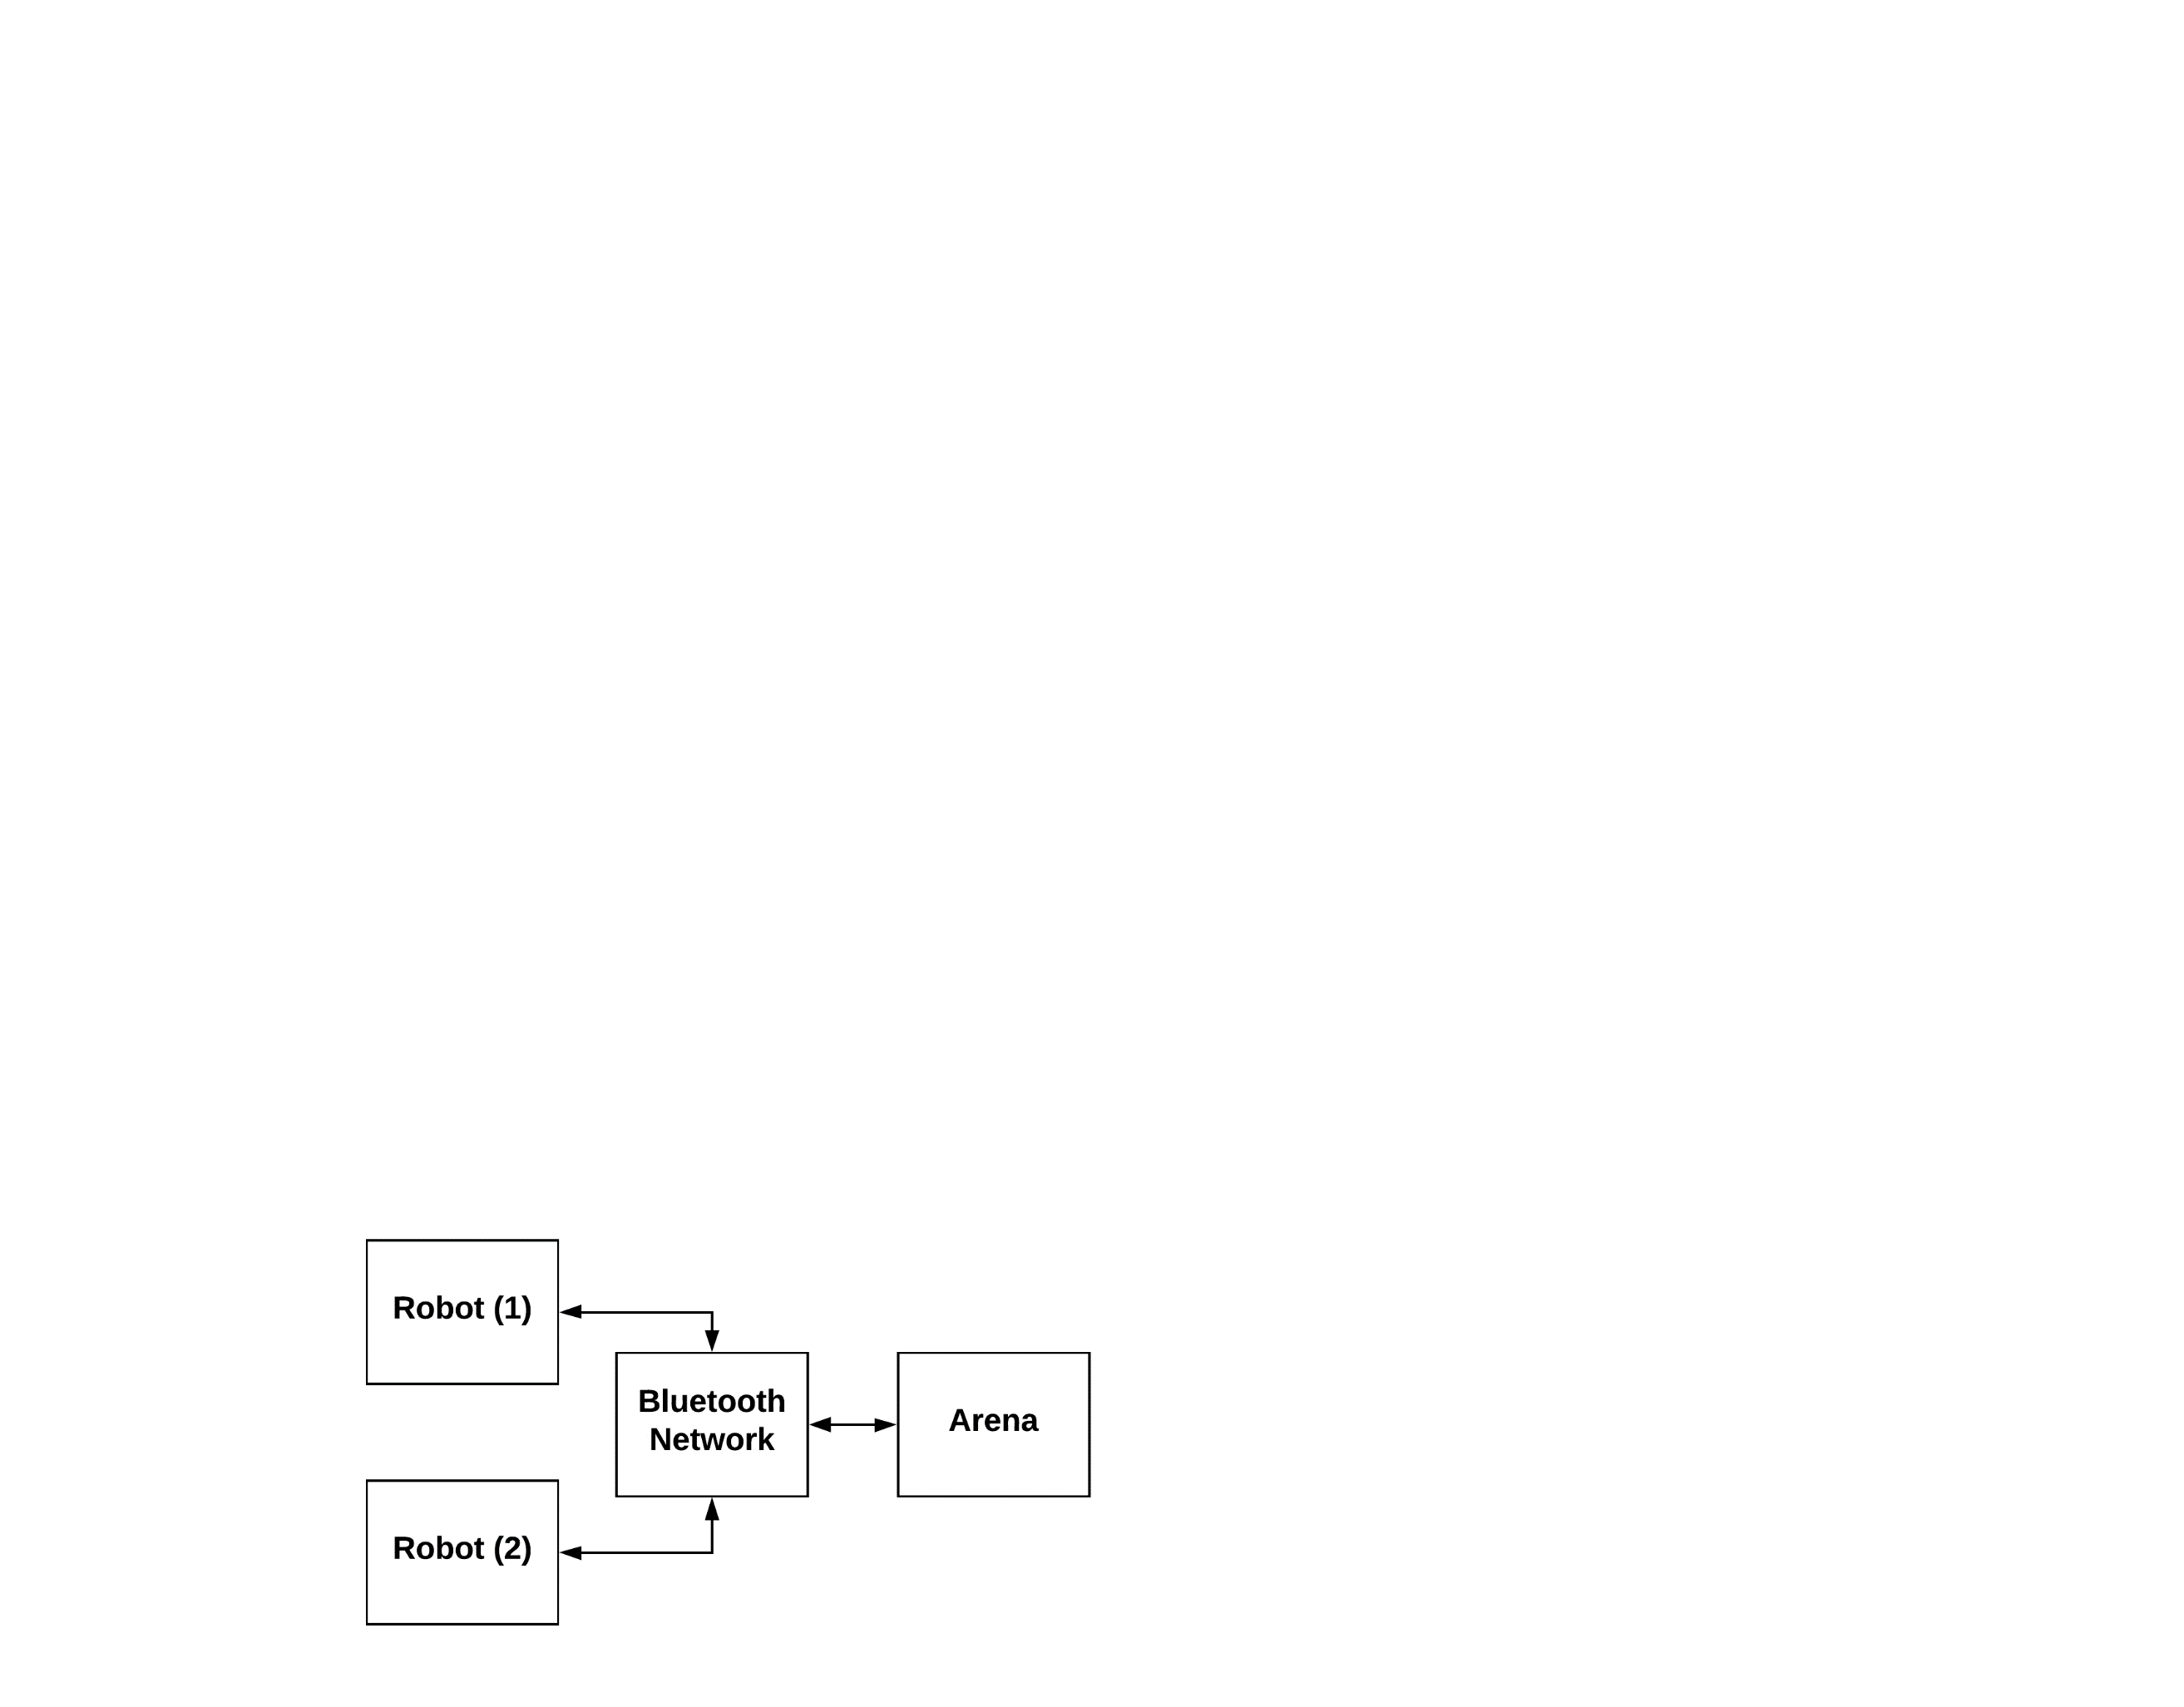 Robot (1)
Bluetooth
Network
Arena
Robot (2)